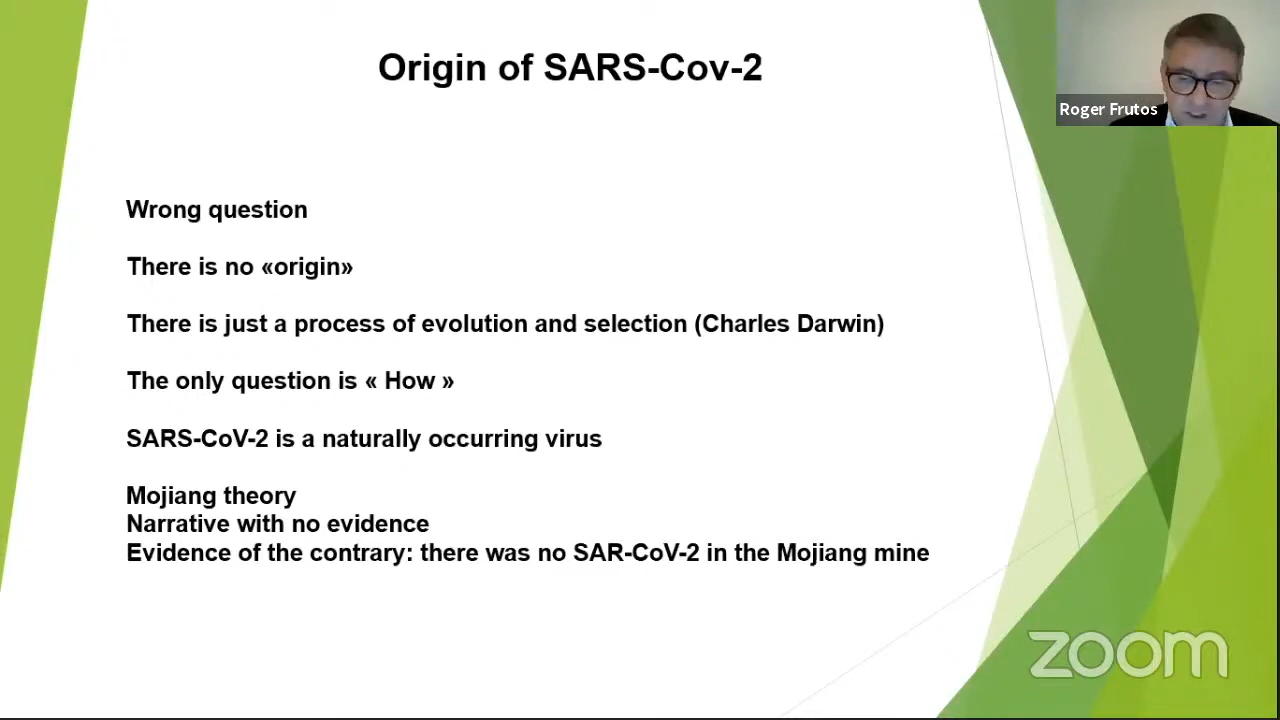 Origin of SARS-Cov-2
Roger Frutos
Wrong question
There is no «origin»
There is just a process of evolution and selection (Charles Darwin)
The only question is « How »
SARS-CoV-2 is a naturally occurring virus
Mojiang theory
Narrative with no evidence
Evidence of the contrary: there was no SAR-CoV-2 in the Mojiang mine
zoom